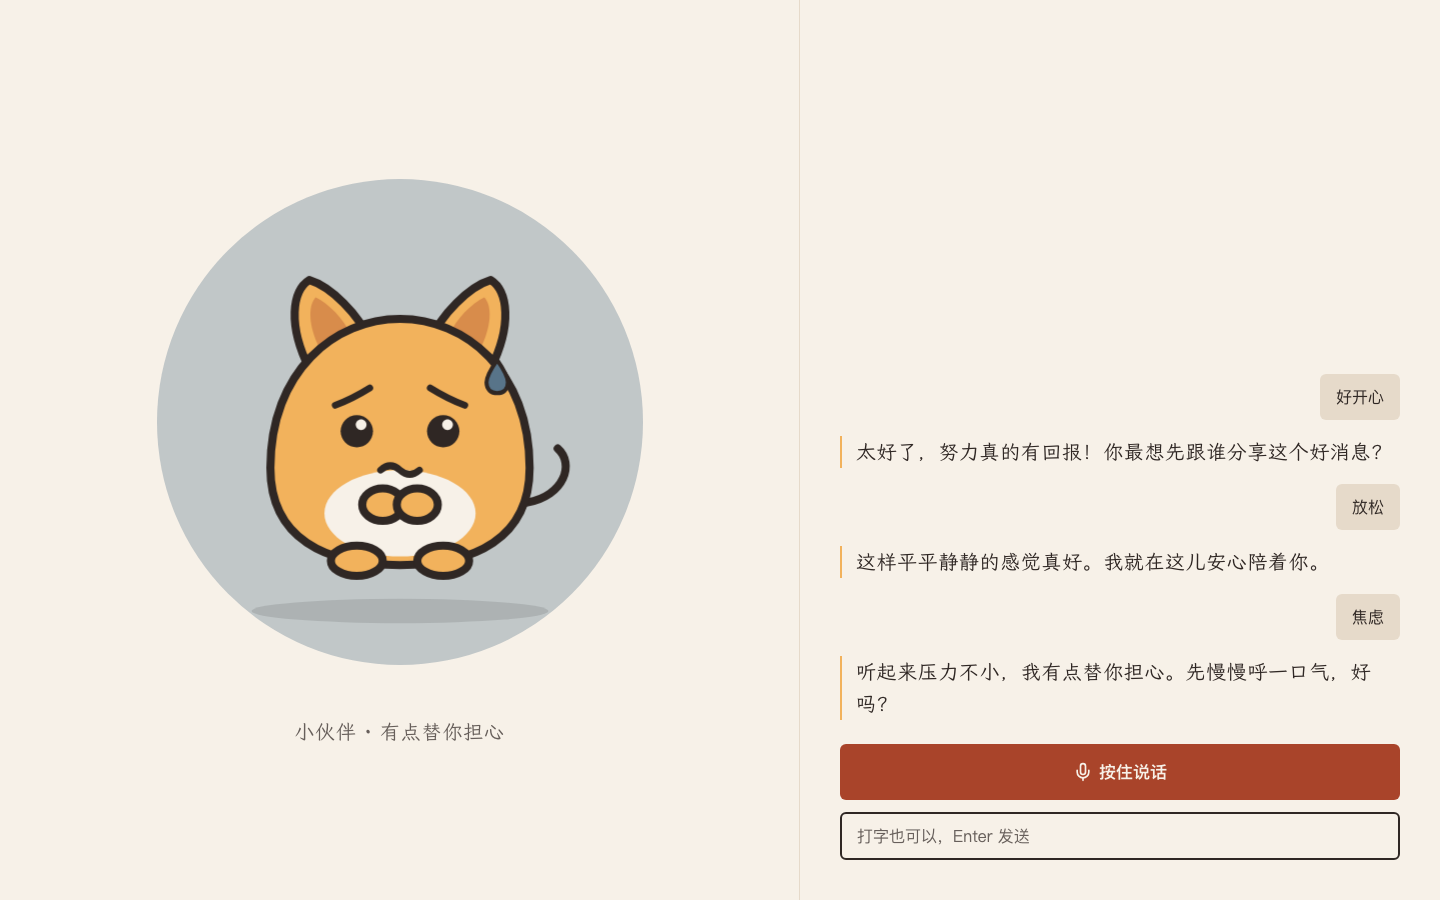 小伙伴・有点替你担心
好开心
太好了，努力真的有回报！你最想先跟谁分享这个好消息？
放松
这样平平静静的感觉真好。我就在这儿安心陪着你。
焦虑
听起来压力不小，我有点替你担心。先慢慢呼一口气，好
吗？
按住说话
打字也可以，Enter 发送